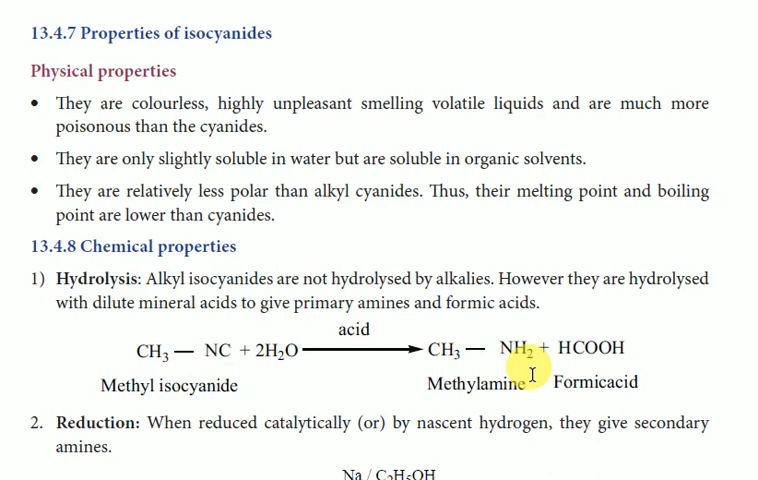 13.4.7 Properties of isocyanides
Physical properties
• They are colourless, highly unpleasant smelling volatile liquids and are much more
poisonous than the cyanides.
• They are only slightly soluble in water but are soluble in organic solvents.
• They are relatively less polar than alkyl cyanides. Thus, their melting point and boiling
point are lower than cyanides.
13.4.8 Chemical properties
1) Hydrolysis: Alkyl isocyanides are not hydrolysed by alkalies. However they are hydrolysed
with dilute mineral acids to give primary amines and formic acids.
acid
CH₃ — NC + 2H₂O ⟶ CH₃ — NH₂ + HCOOH
Methyl isocyanide Methylamine Formicacid
2. Reduction: When reduced catalytically (or) by nascent hydrogen, they give secondary
amines.
Na / C₂H₅OH